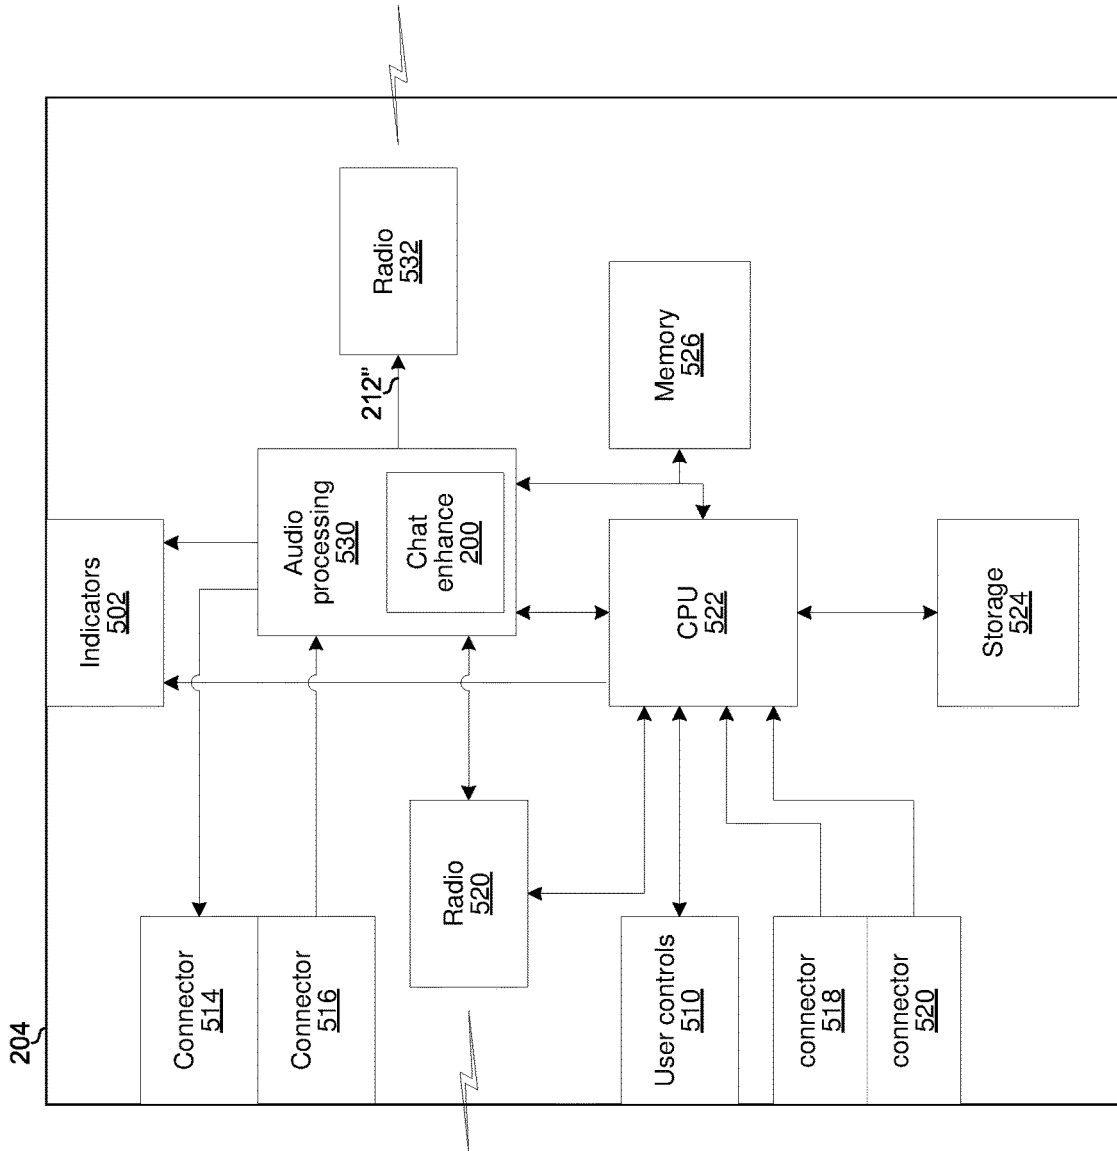 204
Connector
514
Connector
516
Radio
520
User controls
510
connector
518
connector
520
Indicators
502
Audio
processing
530
Chat
enhance
200
CPU
522
Storage
524
212"
Radio
532
Memory
526